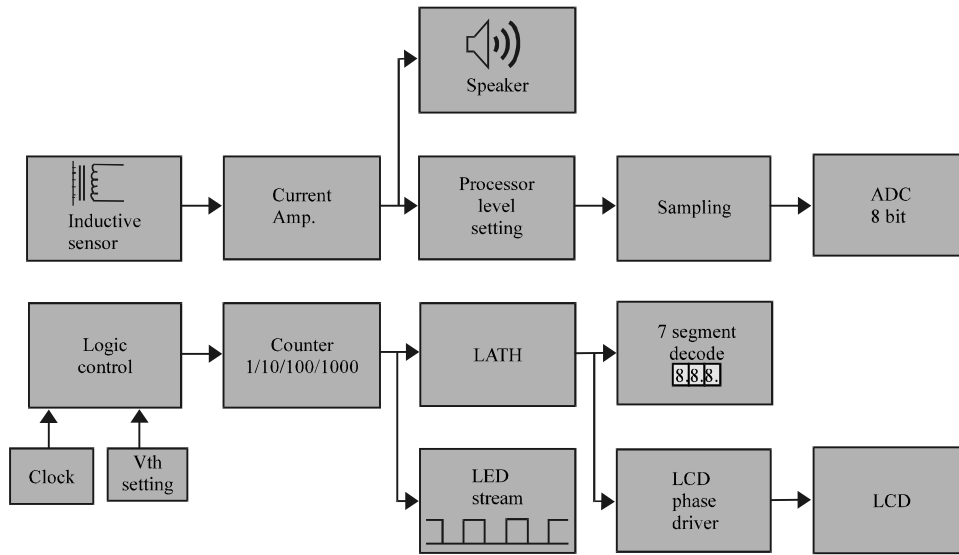 Speaker
Inductive
sensor
Current
Amp.
Processor
level
setting
Sampling
ADC
8 bit
Logic
control
Counter
1/10/100/1000
LATH
7 segment
decode
8.8.8.
Clock
Vth
setting
LED
stream
LCD
phase
driver
LCD